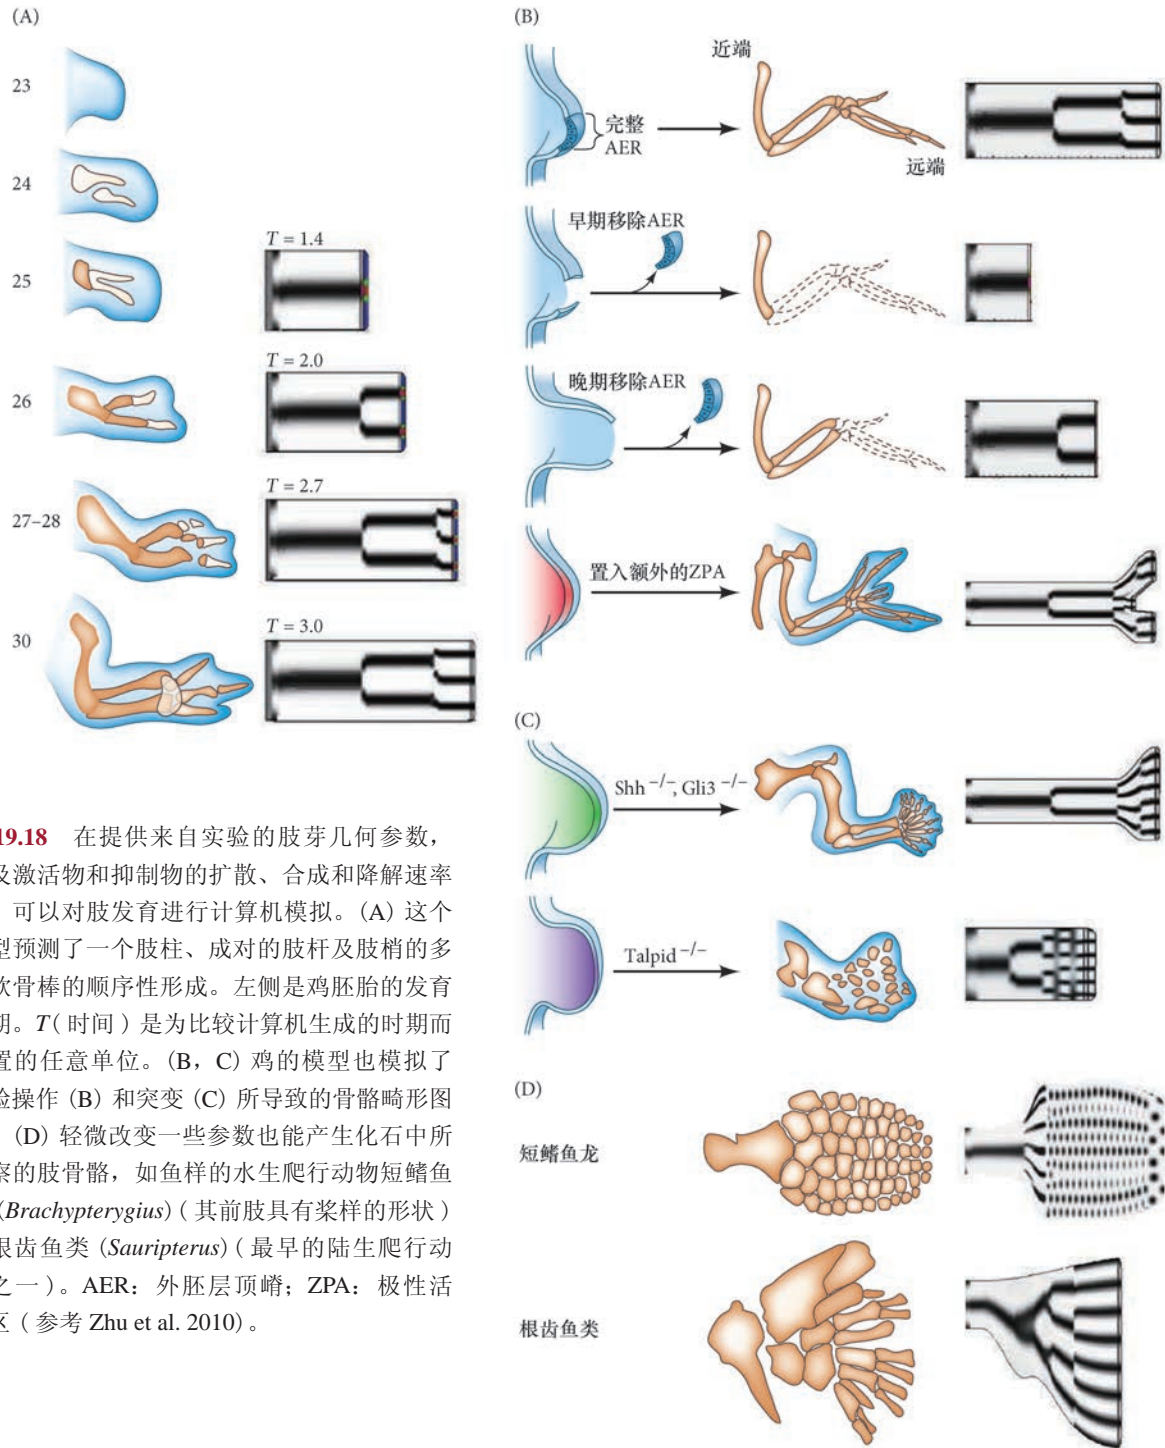 (A)
23
24
25
T = 1.4
26
T = 2.0
27–28
T = 2.7
30
T = 3.0
19.18 在提供来自实验的肢芽几何参数，
及激活物和抑制物的扩散、合成和降解速率
可以对肢发育进行计算机模拟。(A) 这个
型预测了一个肢柱、成对的肢杆及肢梢的多
软骨棒的顺序性形成。左侧是鸡胚胎的发育
期。T( 时间 ) 是为比较计算机生成的时期而
置的任意单位。(B，C) 鸡的模型也模拟了
验操作 (B) 和突变 (C) 所导致的骨骼畸形图
(D) 轻微改变一些参数也能产生化石中所
察的肢骨骼，如鱼样的水生爬行动物短鳍鱼
(Brachypterygius) ( 其前肢具有桨样的形状 )
根齿鱼类 (Sauripterus) ( 最早的陆生爬行动
之一 )。AER：外胚层顶嵴；ZPA：极性活
区 ( 参考 Zhu et al. 2010)。
(B)
近端
完整
AER
远端
早期移除AER
晚期移除AER
置入额外的ZPA
(C)
Shh −/−, Gli3 −/−
Talpid −/−
(D)
短鳍鱼龙
根齿鱼类